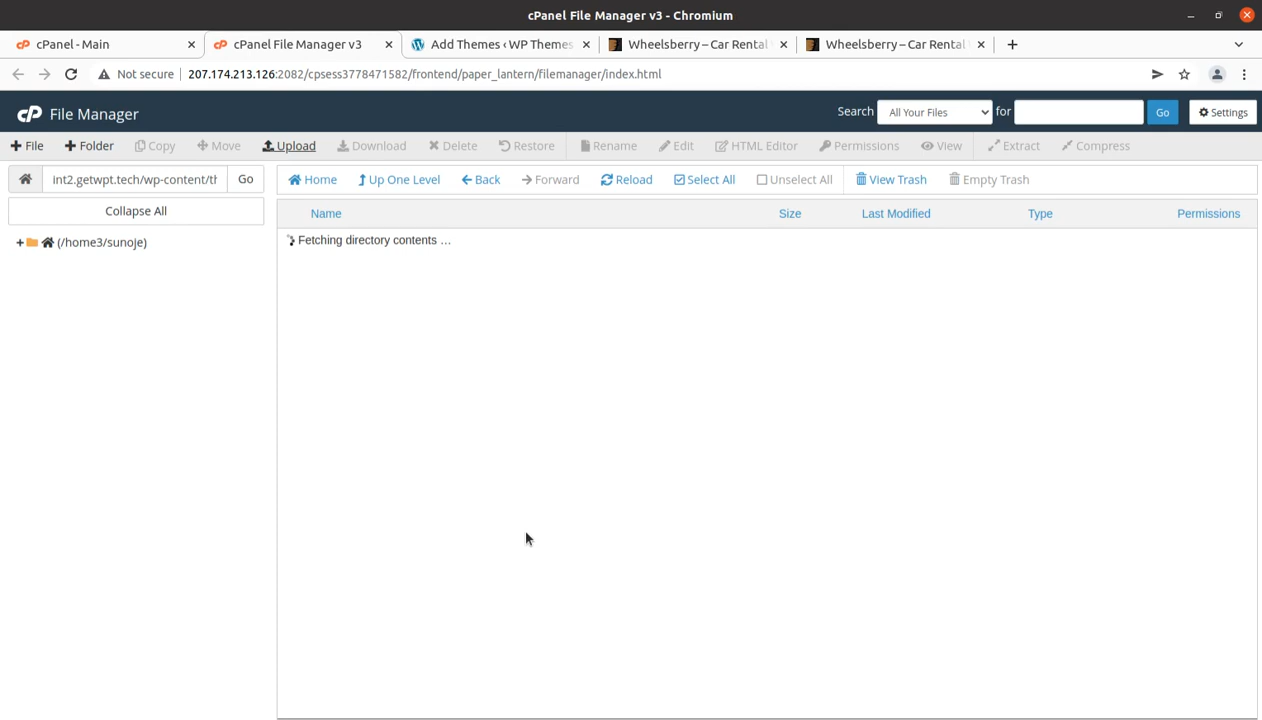 cPanel File Manager v3 - Chromium
cPanel - Main
cPanel File Manager v3
Add Themes ‹ WP Themes
Wheelsberry – Car Rental
Wheelsberry – Car Rental
Not secure
207.174.213.126:2082/cpsess3778471582/frontend/paper_lantern/filemanager/index.html
cP File Manager
Search All Your Files for Go Settings
File Folder Copy Move Upload Download Delete Restore Rename Edit HTML Editor Permissions View Extract Compress
int2.getwpt.tech/wp-content/th Go
Home Up One Level Back Forward Reload Select All Unselect All View Trash Empty Trash
Collapse All
Name Size Last Modified Type Permissions
+ (/home3/sunoje)
Fetching directory contents ...